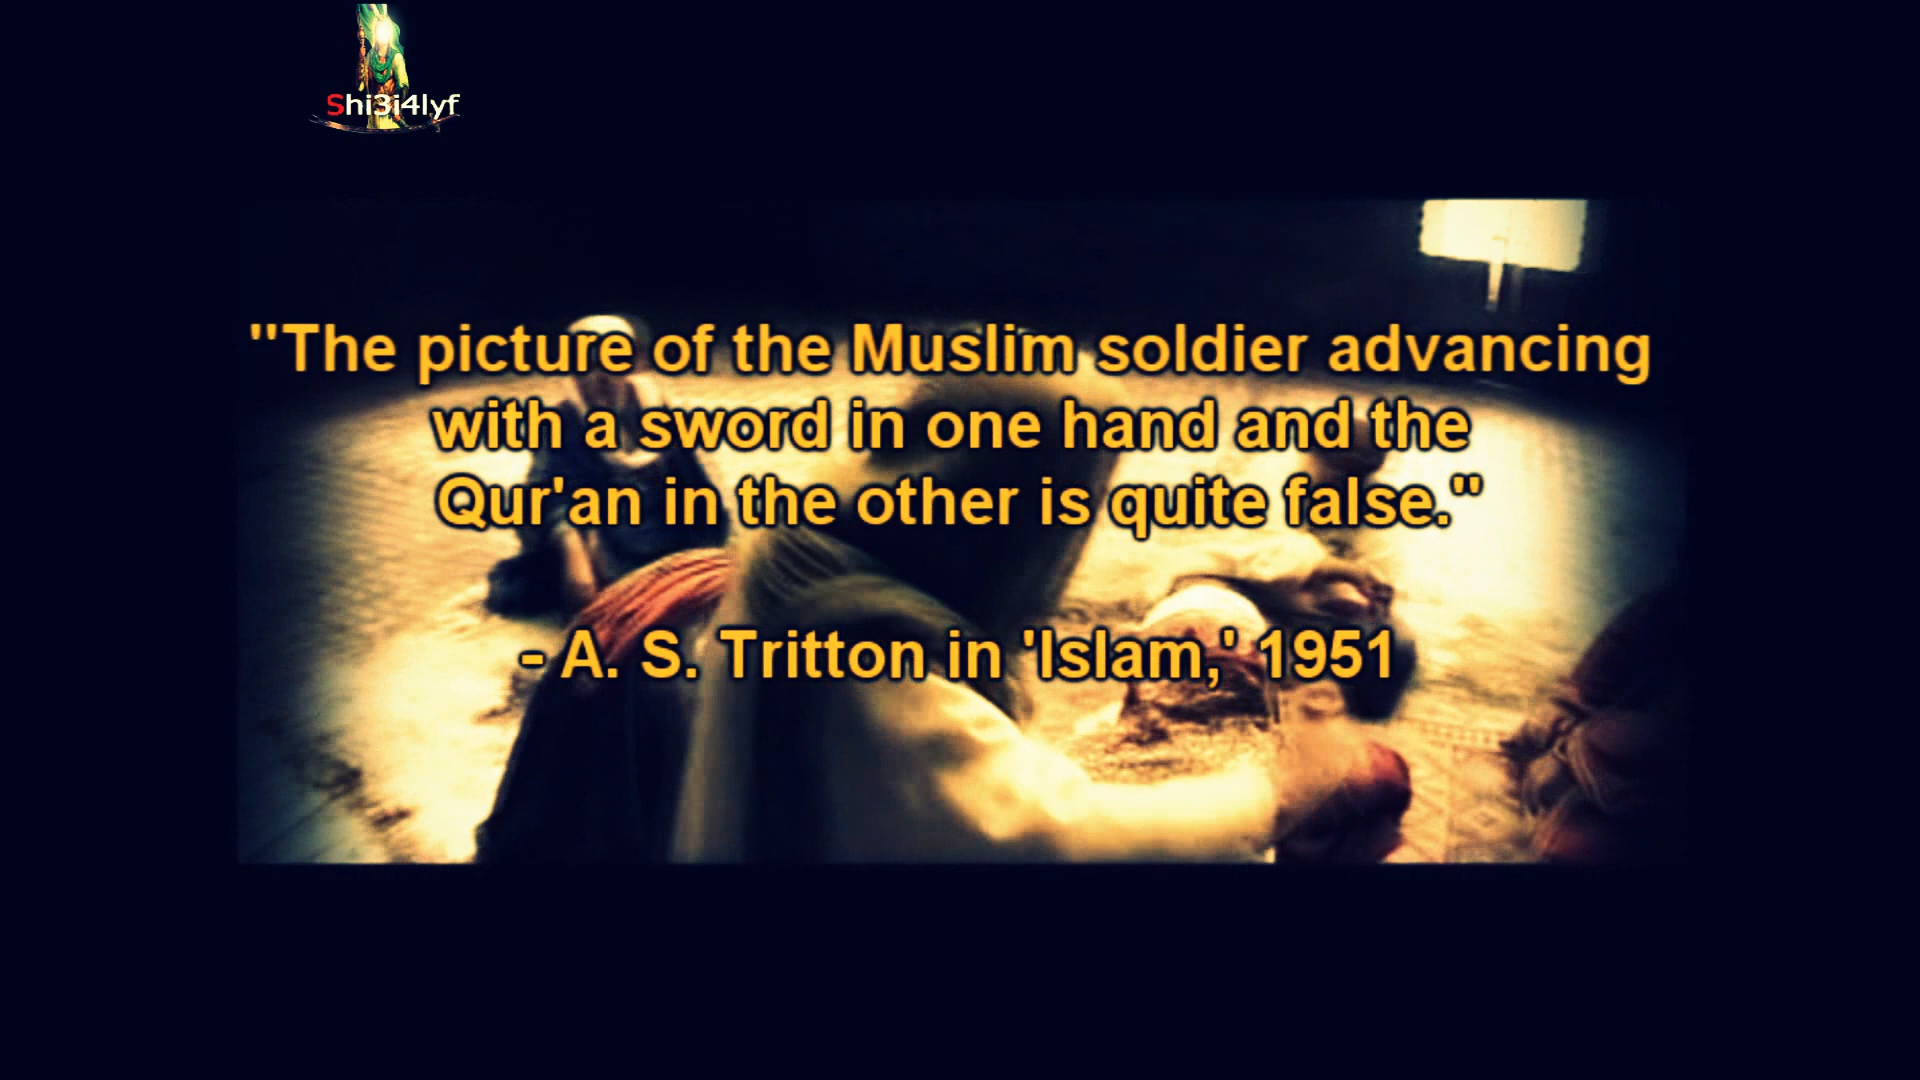 Shi3i4lyf
"The picture of the Muslim soldier advancing
with a sword in one hand and the
Qur'an in the other is quite false."
- A. S. Tritton in 'Islam,' 1951